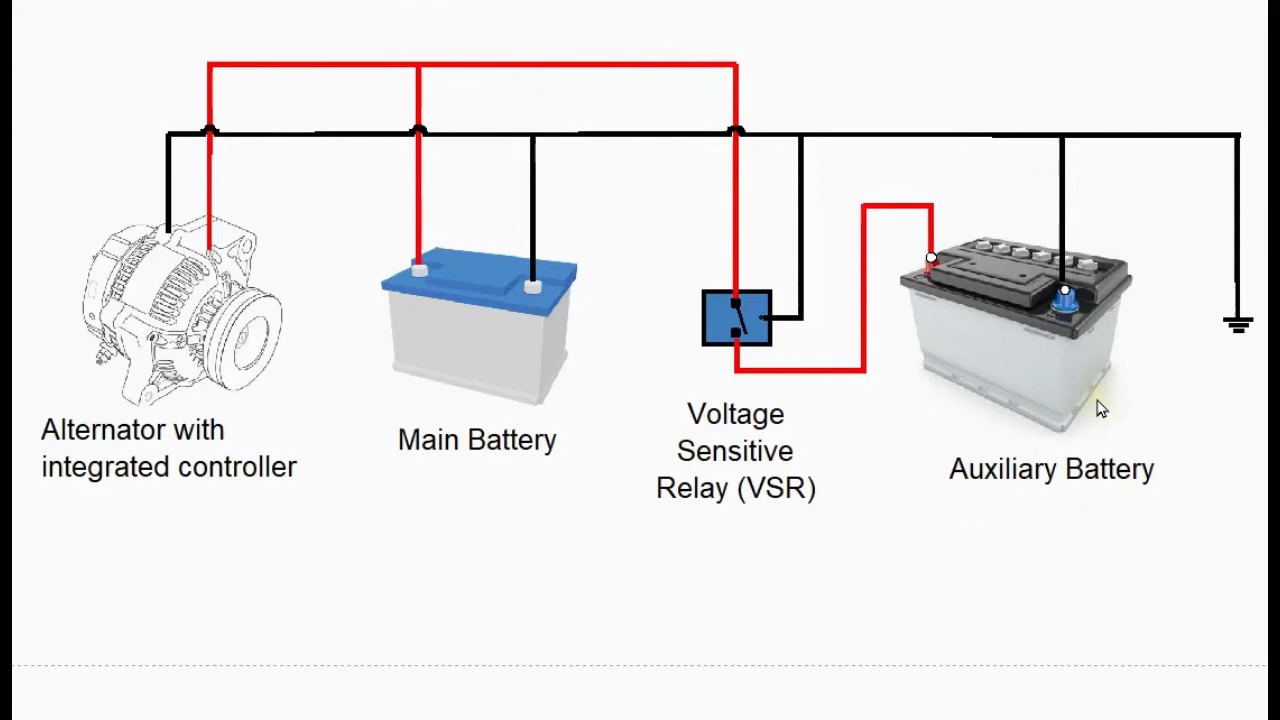 Alternator with
integrated controller
Main Battery
Voltage
Sensitive
Relay (VSR)
Auxiliary Battery